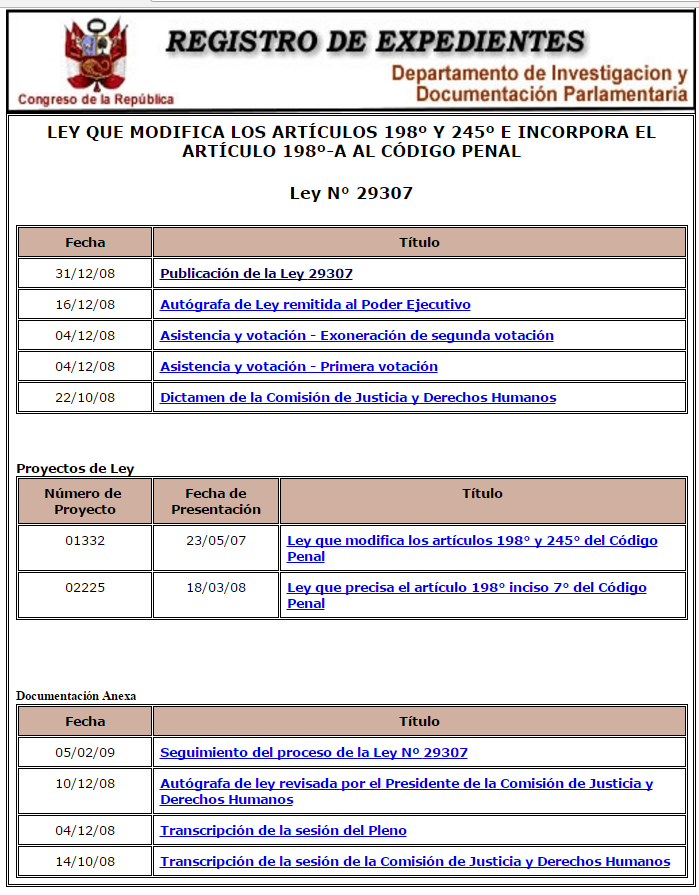 REGISTRO DE EXPEDIENTES
Departamento de Investigacion y
Documentación Parlamentaria
Congreso de la República
LEY QUE MODIFICA LOS ARTÍCULOS 198º Y 245º E INCORPORA EL
ARTÍCULO 198º-A AL CÓDIGO PENAL
Ley N° 29307
Fecha Título
31/12/08 Publicación de la Ley 29307
16/12/08 Autógrafa de Ley remitida al Poder Ejecutivo
04/12/08 Asistencia y votación - Exoneración de segunda votación
04/12/08 Asistencia y votación - Primera votación
22/10/08 Dictamen de la Comisión de Justicia y Derechos Humanos
Proyectos de Ley
Número de Proyecto Fecha de Presentación Título
01332 23/05/07 Ley que modifica los artículos 198° y 245° del Código
Penal
02225 18/03/08 Ley que precisa el artículo 198° inciso 7° del Código
Penal
Documentación Anexa
Fecha Título
05/02/09 Seguimiento del proceso de la Ley Nº 29307
10/12/08 Autógrafa de ley revisada por el Presidente de la Comisión de Justicia y
Derechos Humanos
04/12/08 Transcripción de la sesión del Pleno
14/10/08 Transcripción de la sesión de la Comisión de Justicia y Derechos Humanos